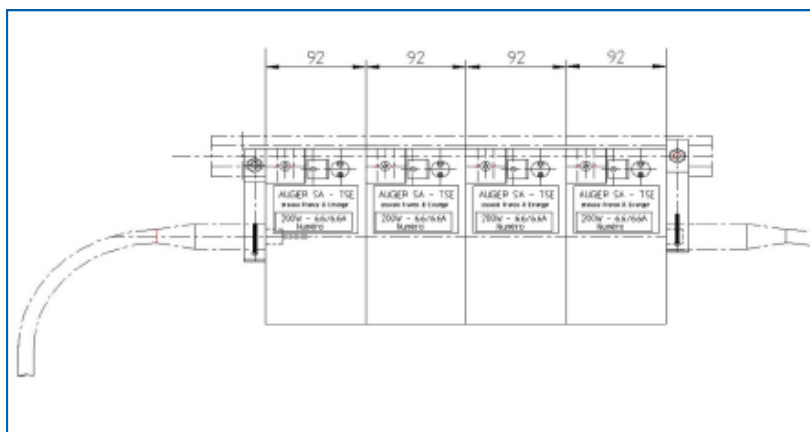 92 92 92 92
AUGER SA - TSE AUGER SA - TSE AUGER SA - TSE AUGER SA - TSE
200W - 6.6/6.6A 200W - 6.6/6.6A 200W - 6.6/6.6A 200W - 6.6/6.6A
Numéro Numéro Numéro Numéro